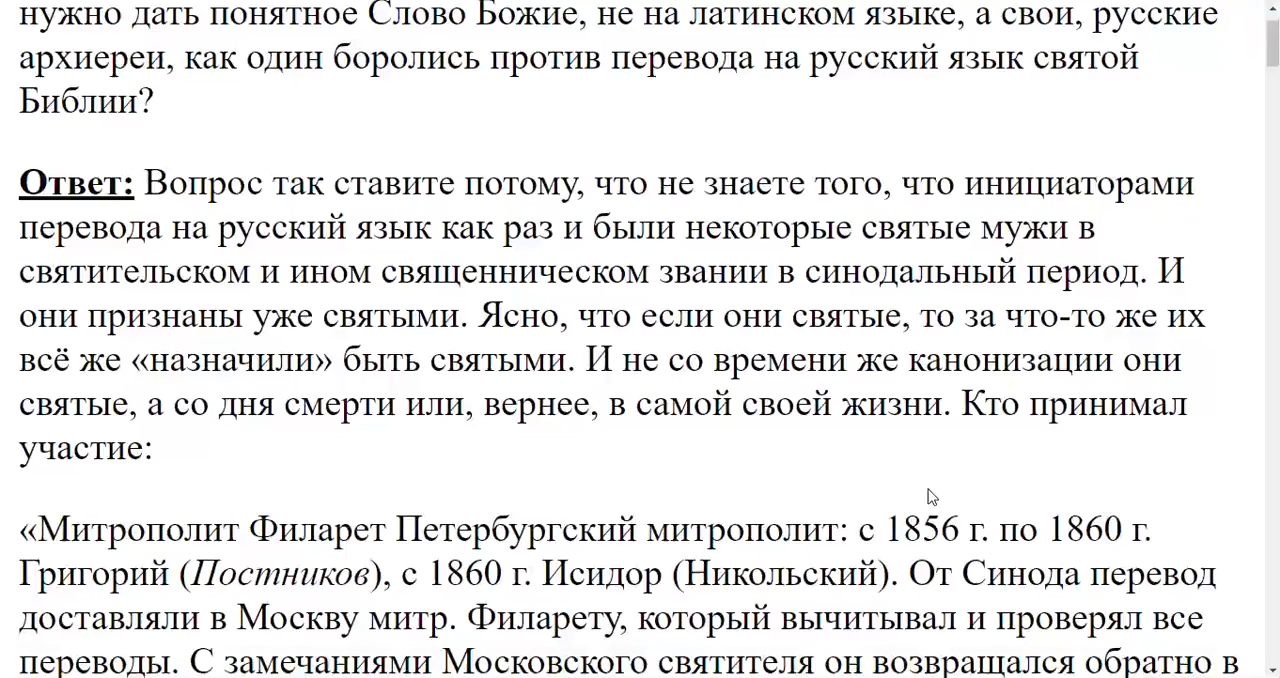 нужно дать понятное Слово Божие, не на латинском языке, а свои, русские
архиереи, как один боролись против перевода на русский язык святой
Библии?
Ответ: Вопрос так ставите потому, что не знаете того, что инициаторами
перевода на русский язык как раз и были некоторые святые мужи в
святительском и ином священническом звании в синодальный период. И
они признаны уже святыми. Ясно, что если они святые, то за что-то же их
всё же «назначили» быть святыми. И не со времени же канонизации они
святые, а со дня смерти или, вернее, в самой своей жизни. Кто принимал
участие:
«Митрополит Филарет Петербургский митрополит: с 1856 г. по 1860 г.
Григорий (Постников), с 1860 г. Исидор (Никольский). От Синода перевод
доставляли в Москву митр. Филарету, который вычитывал и проверял все
переводы. С замечаниями Московского святителя он возвращался обратно в